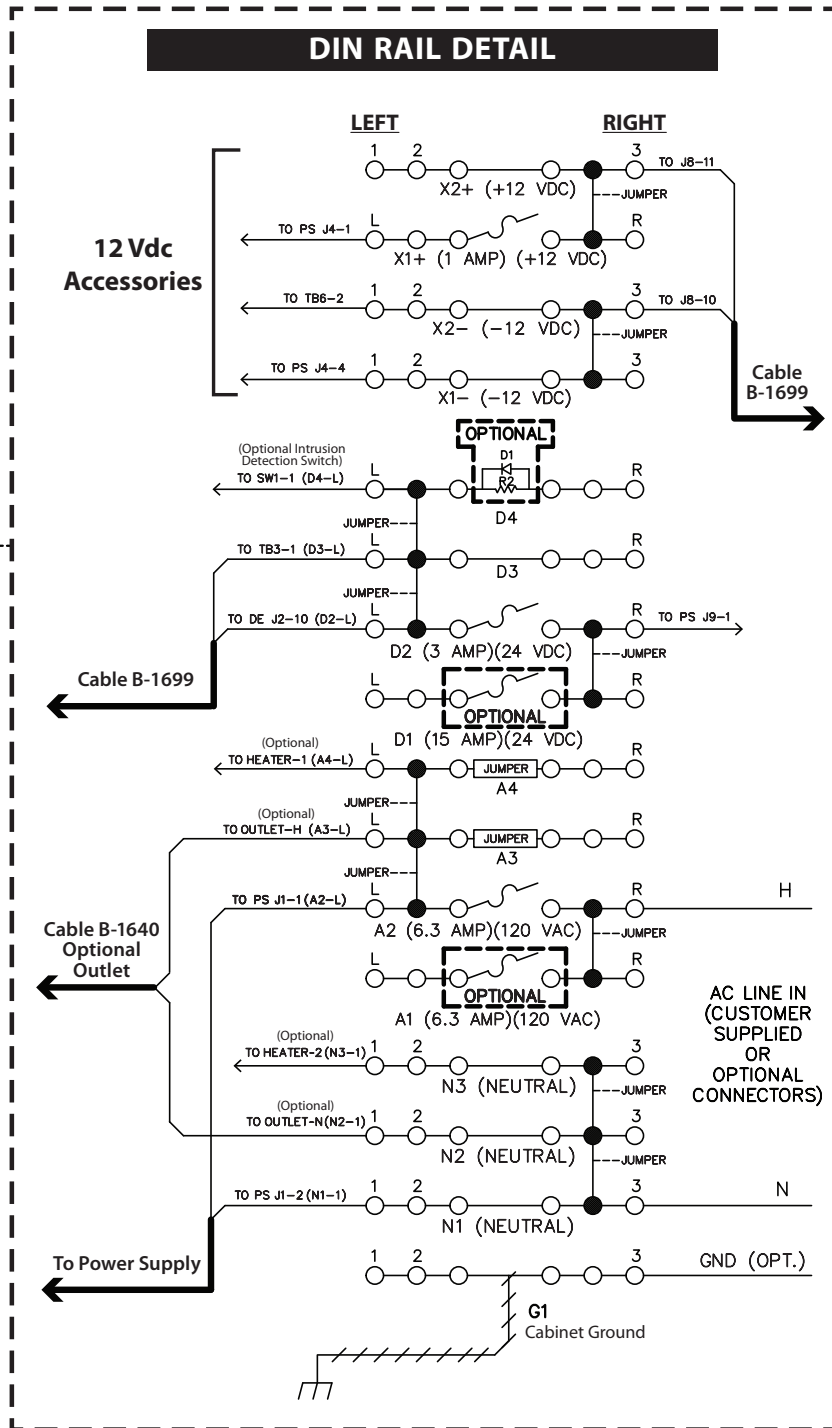 DIN RAIL DETAIL
LEFT RIGHT
1 2 3 TO J8-11
X2+ (+12 VDC) JUMPER
12 Vdc
Accessories
TO PS J4-1 L R
X1+ (1 AMP) (+12 VDC)
TO TB6-2 1 2 3 TO J8-10
X2- (-12 VDC) JUMPER
TO PS J4-4 1 2 3
X1- (-12 VDC)
Cable
B-1699
OPTIONAL
(Optional Intrusion
Detection Switch)
TO SW1-1 (D4-L) L D1 R
R2
D4
JUMPER
TO TB3-1 (D3-L) L R
D3
JUMPER
TO DE J2-10 (D2-L) L R TO PS J9-1
D2 (3 AMP)(24 VDC) JUMPER
Cable B-1699
L R
OPTIONAL
D1 (15 AMP)(24 VDC)
(Optional)
TO HEATER-1 (A4-L) L JUMPER R
A4
JUMPER
(Optional)
TO OUTLET-H (A3-L) L JUMPER R
A3
JUMPER
TO PS J1-1(A2-L) L R H
A2 (6.3 AMP)(120 VAC) JUMPER
Cable B-1640
Optional
Outlet
L R
OPTIONAL
A1 (6.3 AMP)(120 VAC)
AC LINE IN
(CUSTOMER
SUPPLIED
OR
OPTIONAL
CONNECTORS)
(Optional)
TO HEATER-2(N3-1) 1 2 3
N3 (NEUTRAL) JUMPER
(Optional)
TO OUTLET-N(N2-1) 1 2 3
N2 (NEUTRAL) JUMPER
TO PS J1-2(N1-1) 1 2 3 N
N1 (NEUTRAL)
To Power Supply
1 2 3 GND (OPT.)
G1
Cabinet Ground